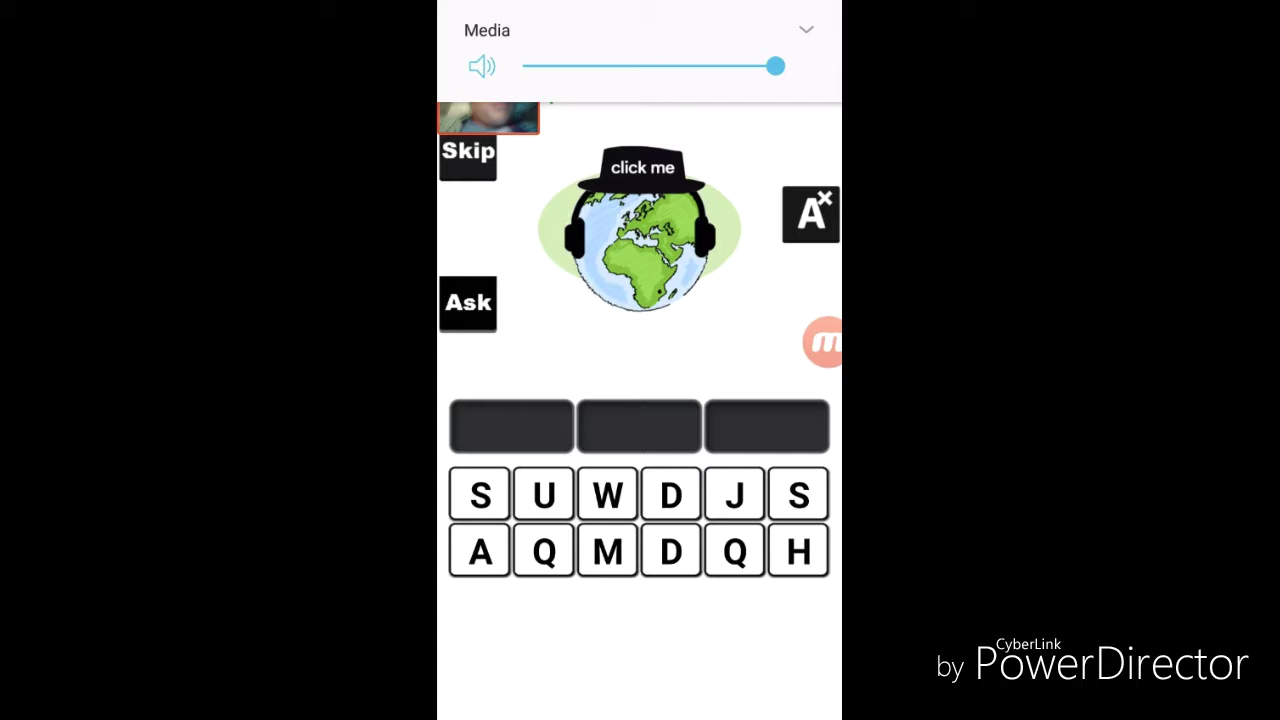 Media
Skip
click me
A×
Ask
m
S U W D J S
A Q M D Q H
CyberLink
by PowerDirector